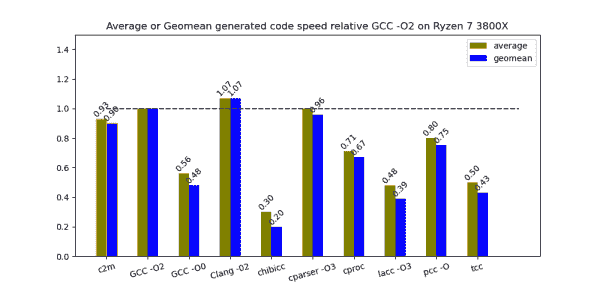 Average or Geomean generated code speed relative GCC -O2 on Ryzen 7 3800X
average
geomean
1.4
1.2
1.0
0.8
0.6
0.4
0.2
0.0
0.93
0.90
0.56
0.48
1.07
1.07
0.30
0.20
0.96
0.71
0.67
0.48
0.39
0.80
0.75
0.50
0.43
c2m
GCC -O2
GCC -O0
Clang -02
chibicc
cparser -O3
cproc
lacc -O3
pcc -O
tcc